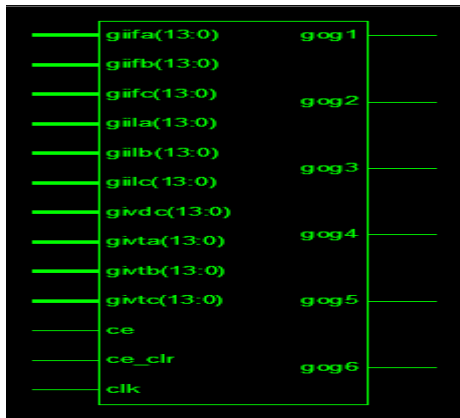 giifa(13:0) gog1
giifb(13:0)
giifc(13:0) gog2
giila(13:0)
giilb(13:0) gog3
giilc(13:0)
givdc(13:0)
givta(13:0) gog4
givtb(13:0)
givtc(13:0) gog5
ce
ce_clr gog6
clk